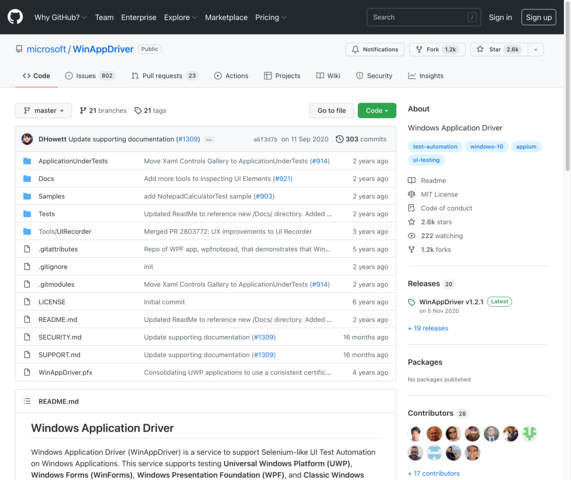 Why GitHub? Team Enterprise Explore Marketplace Pricing Search / Sign in Sign up
microsoft / WinAppDriver Public
Notifications Fork 1.2k Star 2.6k
Code Issues 802 Pull requests 23 Actions Projects Wiki Security Insights
master 21 branches 21 tags Go to file Code
DHowett Update supporting documentation (#1309) ... a6f3d7b on 11 Sep 2020 303 commits
ApplicationUnderTests Move Xaml Controls Gallery to ApplicationUnderTests (#914) 2 years ago
Docs Add more tools to Inspecting UI Elements (#921) 2 years ago
Samples add NotepadCalculatorTest sample (#903) 2 years ago
Tests Updated ReadMe to reference new /Docs/ directory. Added ... 2 years ago
Tools/UIRecorder Merged PR 2803772: UX improvements to UI Recorder 3 years ago
.gitattributes Repo of WPF app, wpfnotepad, that demonstrates that Win... 5 years ago
.gitignore init 2 years ago
.gitmodules Move Xaml Controls Gallery to ApplicationUnderTests (#914) 2 years ago
LICENSE Initial commit 6 years ago
README.md Updated ReadMe to reference new /Docs/ directory. Added ... 2 years ago
SECURITY.md Update supporting documentation (#1309) 16 months ago
SUPPORT.md Update supporting documentation (#1309) 16 months ago
WinAppDriver.pfx Consolidating UWP applications to use a consistent certific... 4 years ago
README.md
Windows Application Driver
Windows Application Driver (WinAppDriver) is a service to support Selenium-like UI Test Automation
on Windows Applications. This service supports testing Universal Windows Platform (UWP),
Windows Forms (WinForms), Windows Presentation Foundation (WPF), and Classic Windows
About
Windows Application Driver
test-automation windows-10 appium
ui-testing
Readme
MIT License
Code of conduct
2.6k stars
222 watching
1.2k forks
Releases 20
WinAppDriver v1.2.1 Latest
on 5 Nov 2020
+ 19 releases
Packages
No packages published
Contributors 28
+ 17 contributors